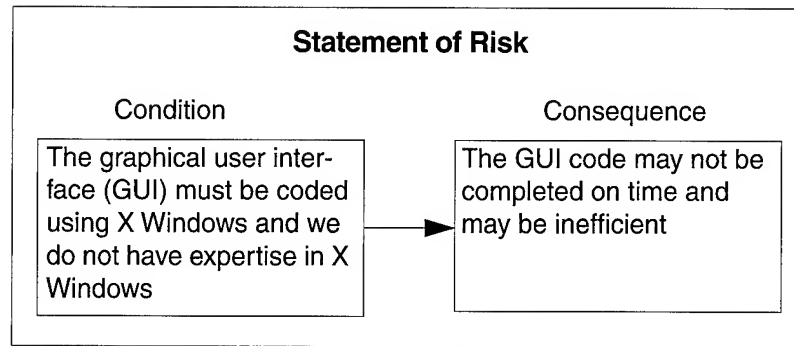 Statement of Risk
Condition
The graphical user inter-
face (GUI) must be coded
using X Windows and we
do not have expertise in X
Windows
Consequence
The GUI code may not be
completed on time and
may be inefficient